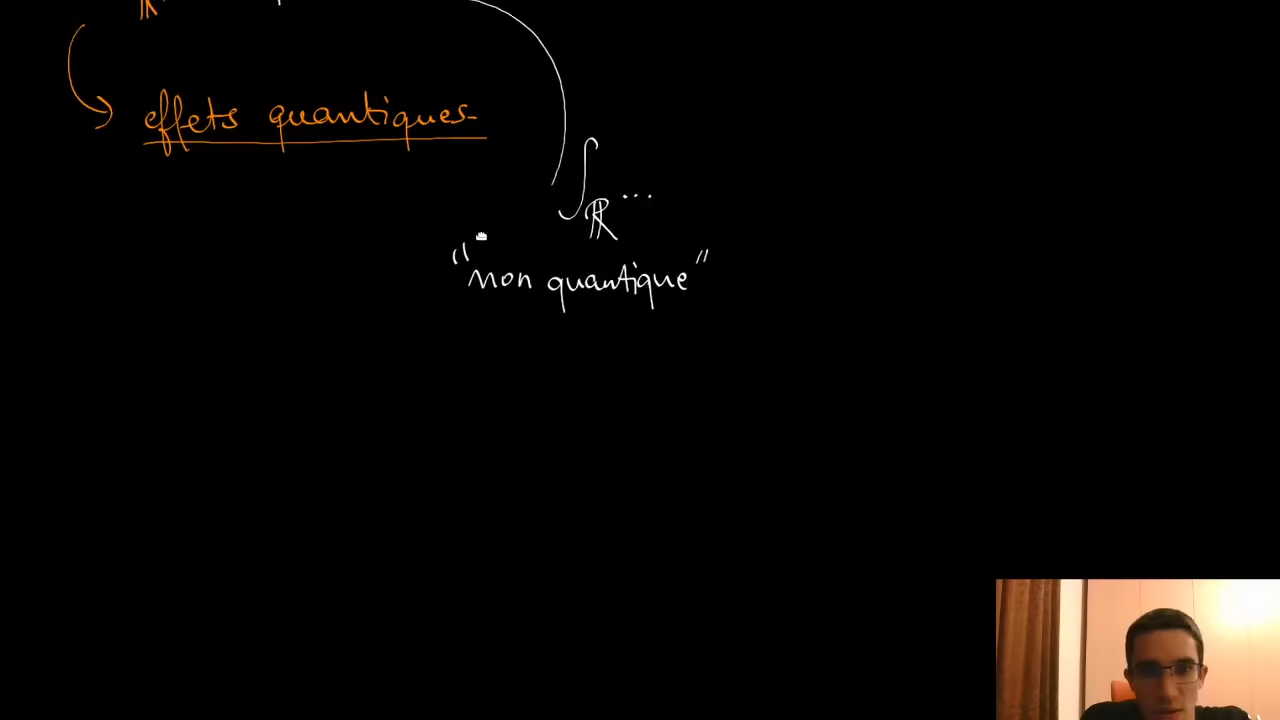 effets quantiques
∫ℝ ...
"non quantique"